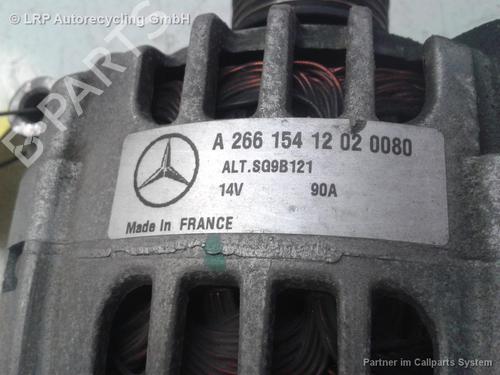 © LRP Autorecycling GmbH
A 266 154 12 02 0080
ALT.SG9B121
14V 90A
Made in FRANCE
Partner im Callparts System